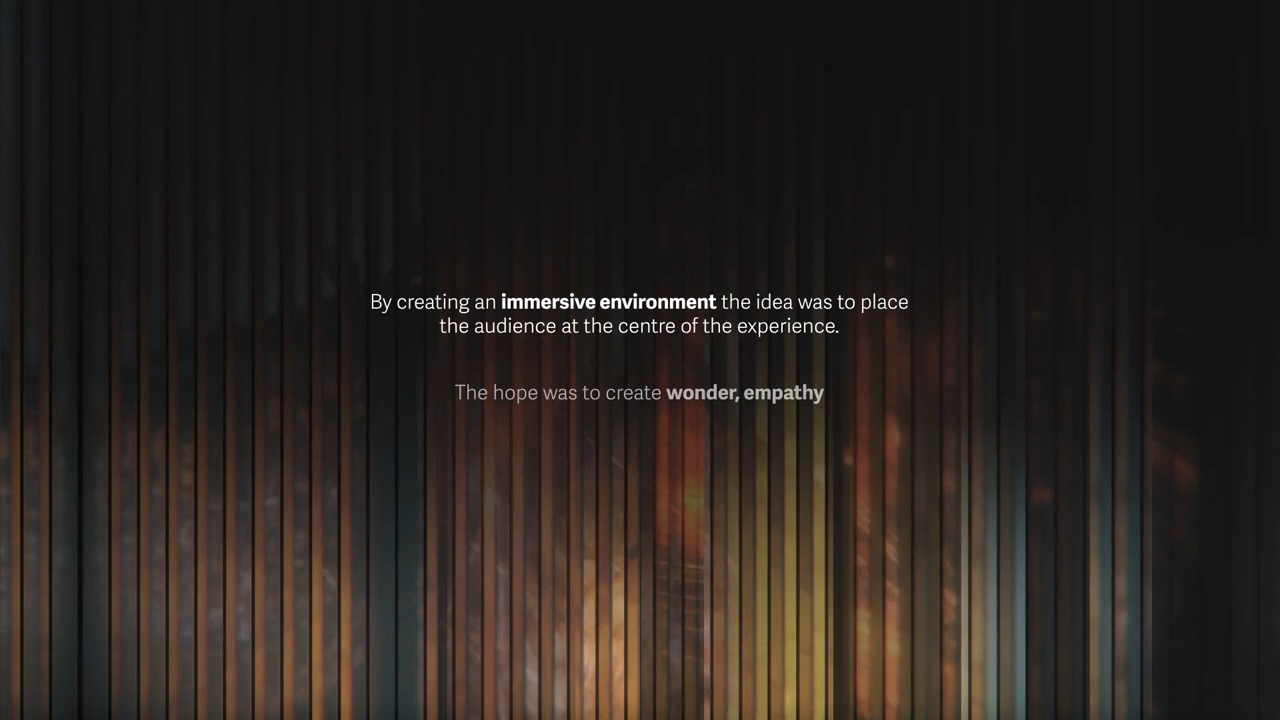 By creating an immersive environment the idea was to place
the audience at the centre of the experience.
The hope was to create wonder, empathy